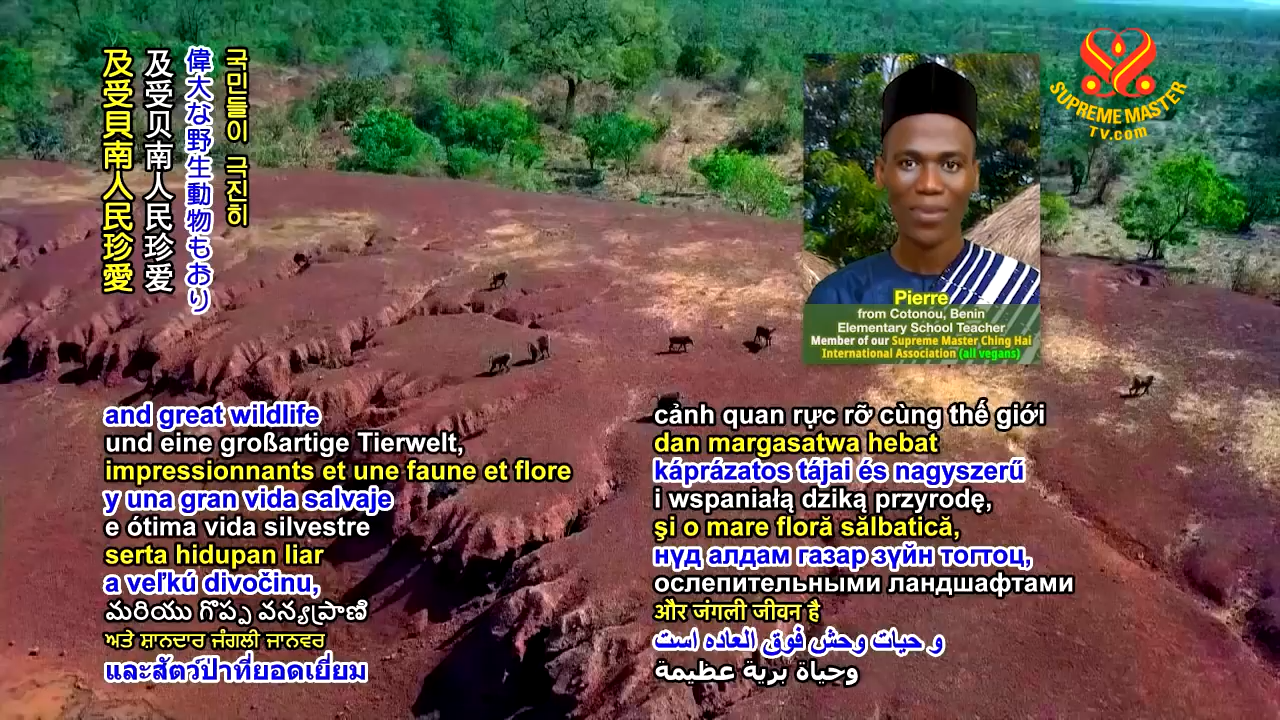 及受貝南人民珍愛
及受贝南人民珍爱
偉大な野生動物もおり
국민들이 극진히
SUPREME MASTER
TV.com
Pierre
from Cotonou, Benin
Elementary School Teacher
Member of our Supreme Master Ching Hai
International Association (all vegans)
and great wildlife
und eine großartige Tierwelt,
impressionnants et une faune et flore
y una gran vida salvaje
e ótima vida silvestre
serta hidupan liar
a veľkú divočinu,
మరియు గొప్ప వన్యప్రాణి
ਅਤੇ ਸ਼ਾਨਦਾਰ ਜੰਗਲੀ ਜਾਨਵਰ
และสัตว์ป่าที่ยอดเยี่ยม
cảnh quan rực rỡ cùng thế giới
dan margasatwa hebat
káprázatos tájai és nagyszerű
i wspaniałą dziką przyrodę,
şi o mare floră sălbatică,
нүд алдам газар зүйн тогтоц,
ослепительными ландшафтами
और जंगली जीवन है
و حیات وحش فوق العاده است
وحياة برية عظيمة